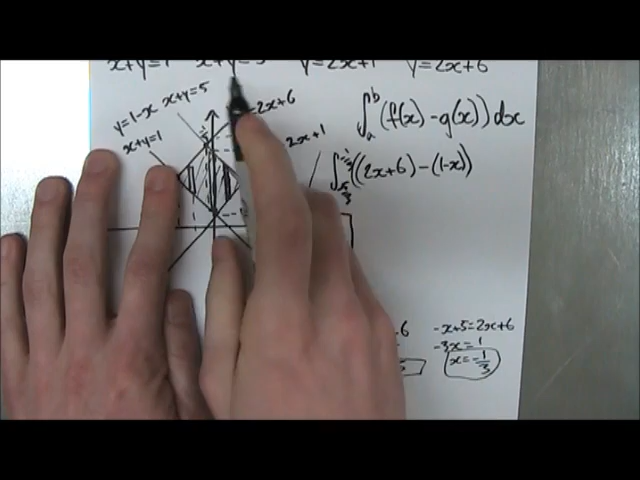 x+y=1 x+y=5 y=2x+1 y=2x+6
y=1-x x+y=5 =2x+6
x+y=1 2x+1
∫ₐᵇ (f(x) - g(x)) dx
((2x+6)-(1-x))
-x+5=2x+6
-3x=1
x=-1/3